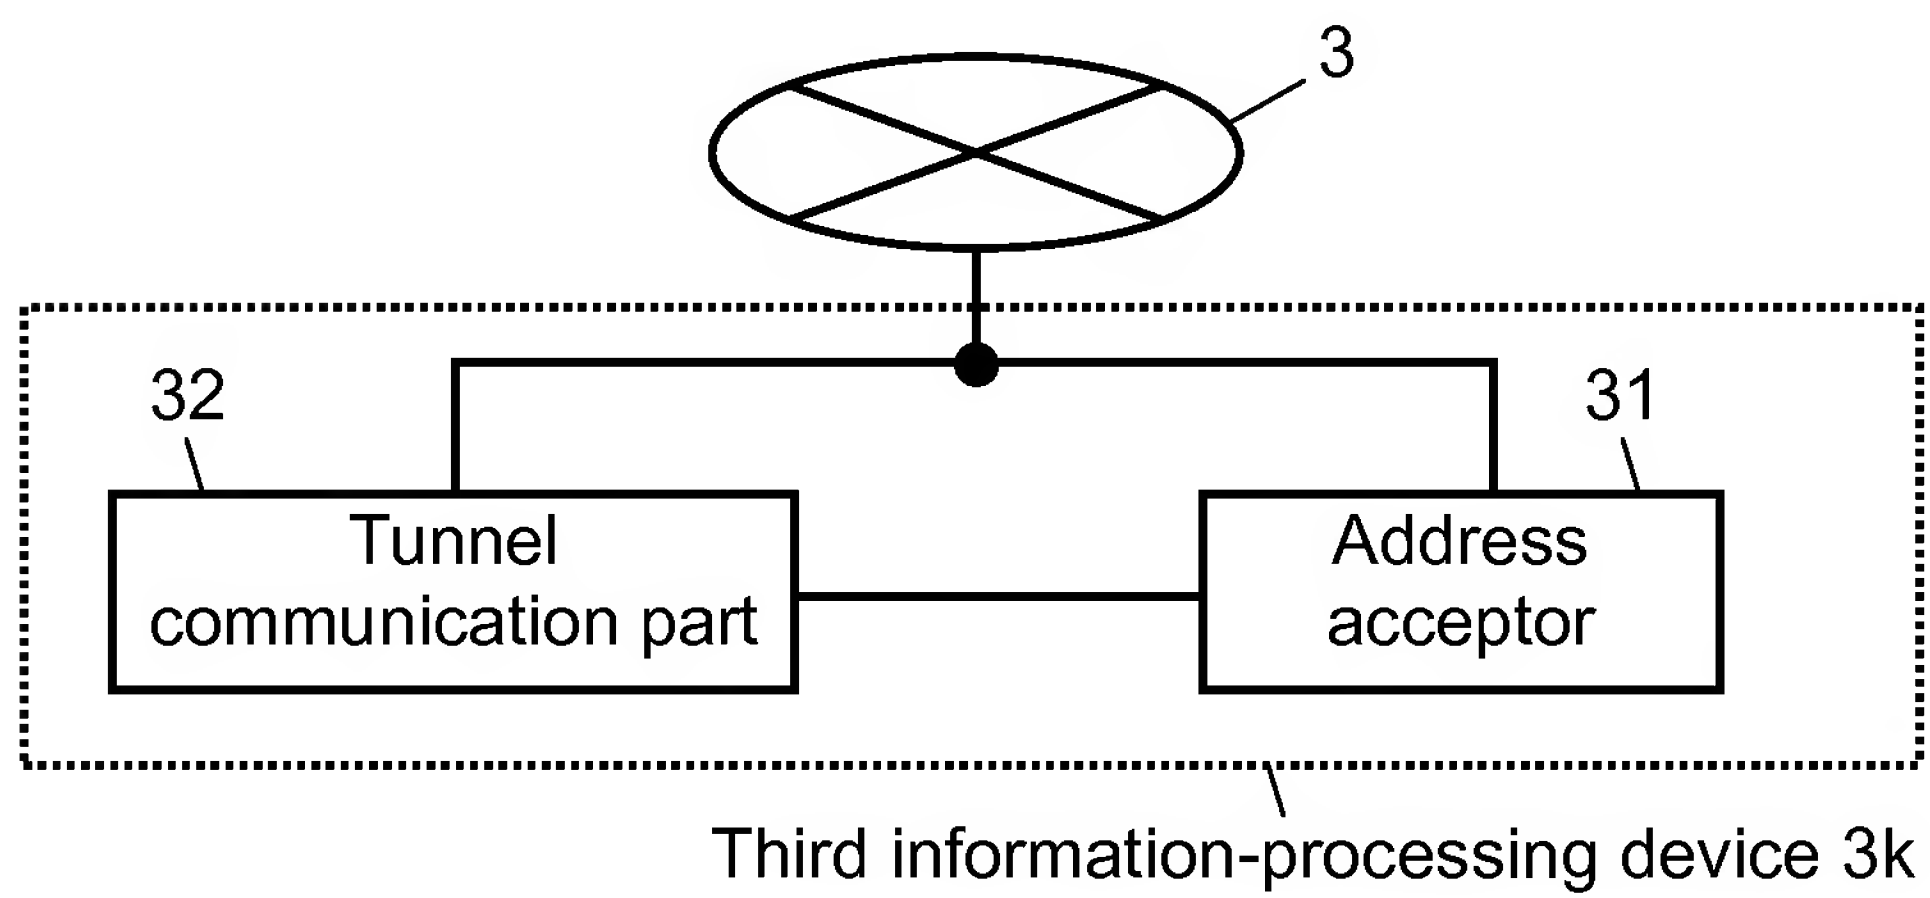 3
32
31
Tunnel
communication part
Address
acceptor
Third information-processing device 3k